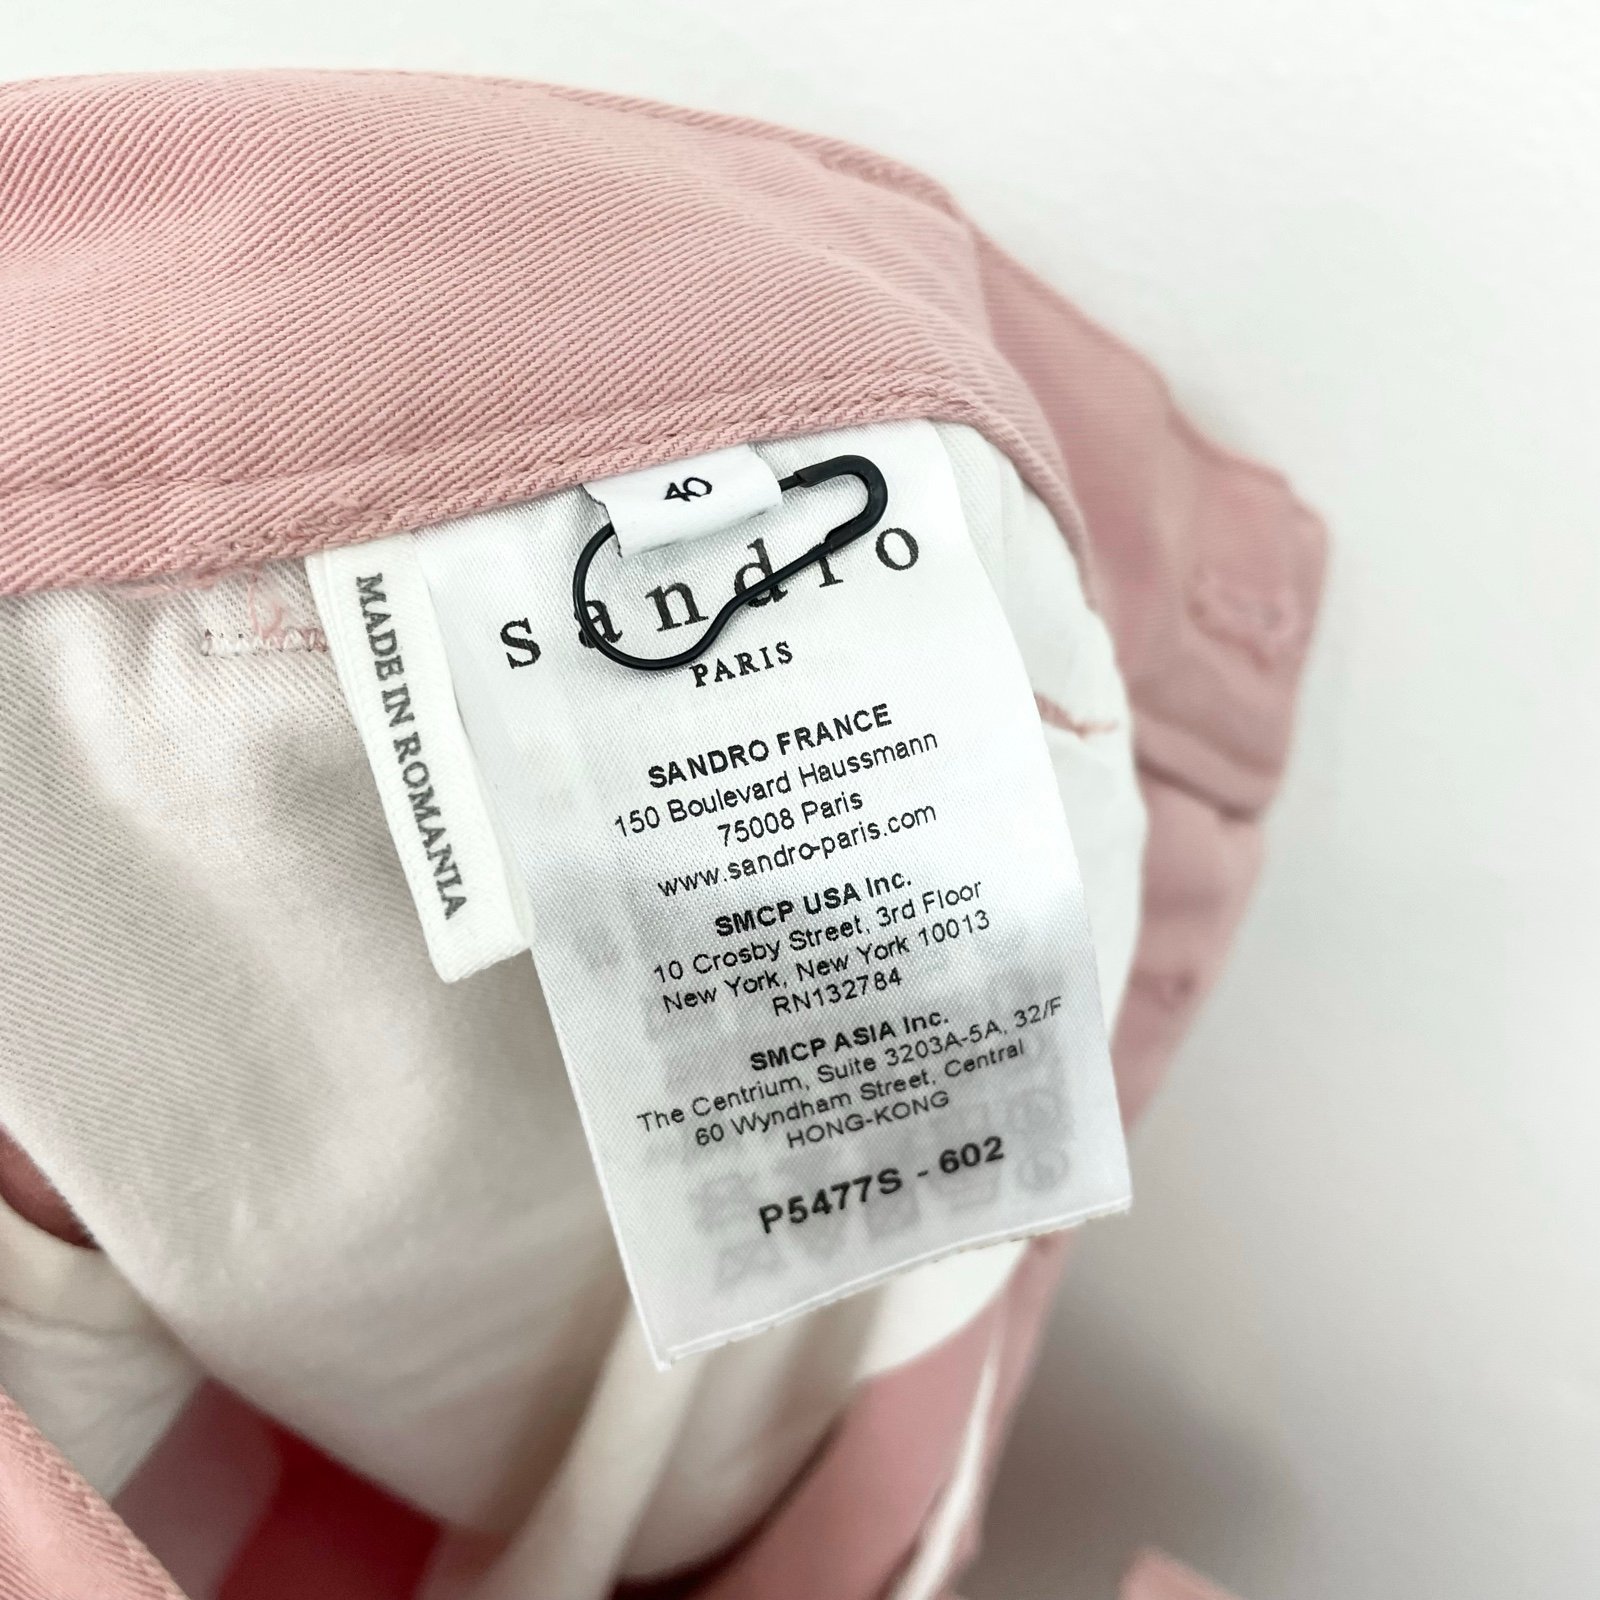 40
sandro
PARIS
SANDRO FRANCE
150 Boulevard Haussmann
75008 Paris
www.sandro-paris.com
SMCP USA Inc.
10 Crosby Street, 3rd Floor
New York, New York 10013
RN132784
SMCP ASIA Inc.
The Centrium, Suite 3203A-5A, 32/F
60 Wyndham Street, Central
HONG-KONG
P5477S - 602
MADE IN ROMANIA